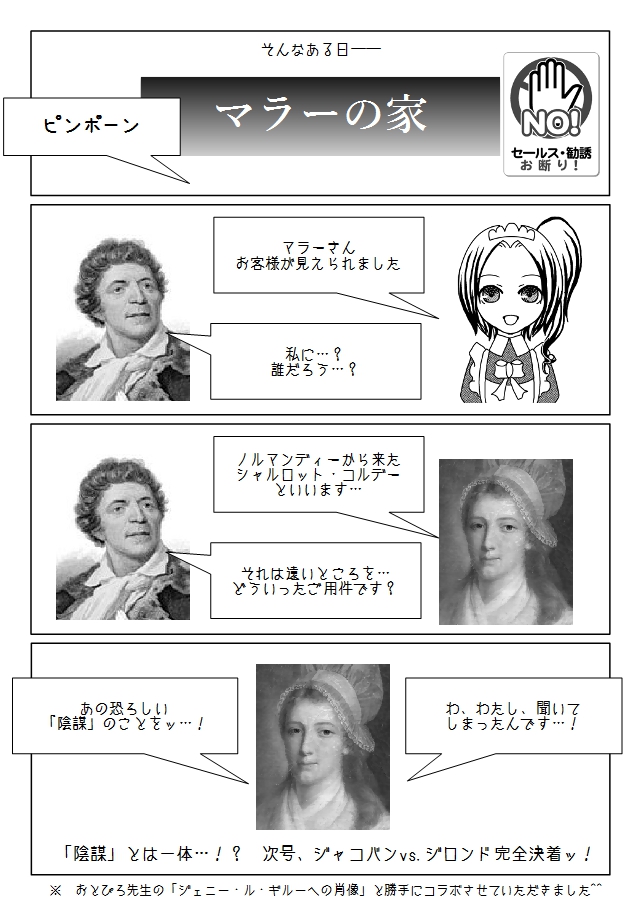 そんなある日――
マラーの家
NO!
セールス・勧誘
お断り!
ピンポーン
マラーさん
お客様が見えられました
私に…?
誰だろう…?
ノルマンディーから来た
シャルロット・コルデー
といいます…
それは遠いところを…
どういったご用件です?
わ、わたし、聞いて
しまったんです…!
あの恐ろしい
「陰謀」のことをッ…!
「陰謀」とは一体…!? 次号、ジャコバンvs.ジロンド完全決着ッ!
※ おとぴろ先生の「ジェニー・ル・ギルーへの肖像」と勝手にコラボさせていただきました^^